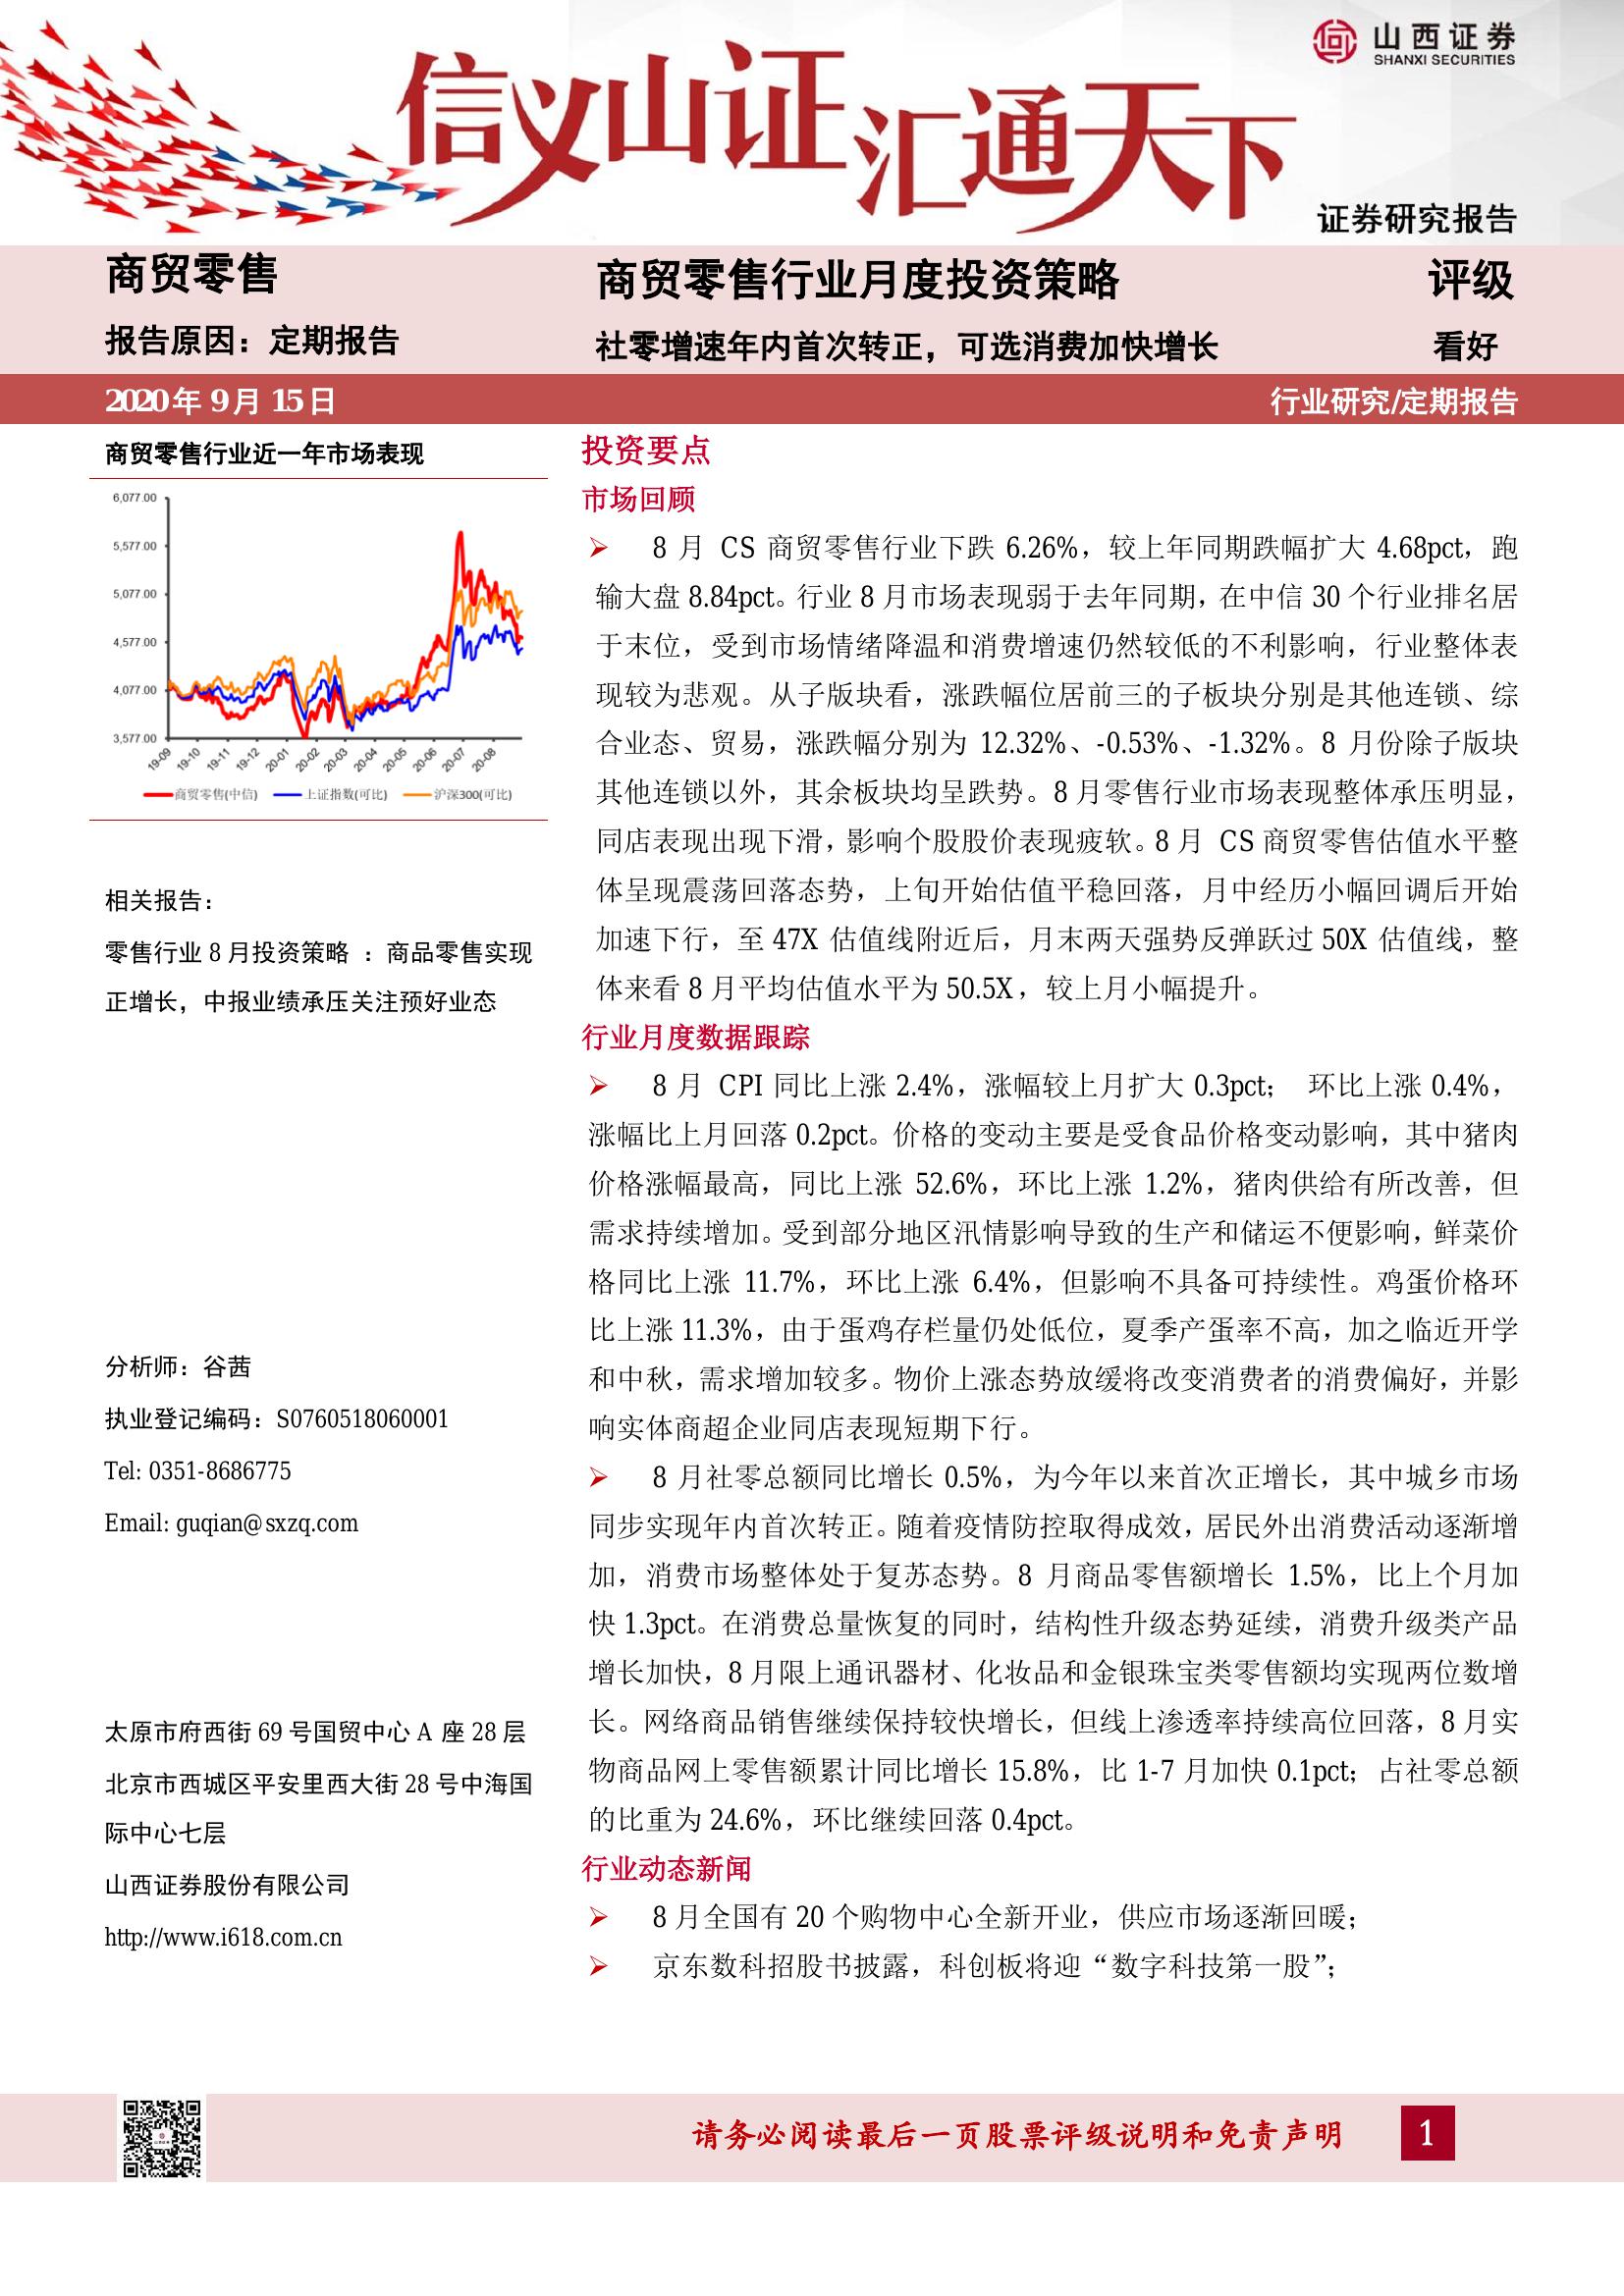 山西证券
SHANXI SECURITIES
信义山证 汇通天下
证券研究报告
商贸零售
报告原因：定期报告
商贸零售行业月度投资策略
评级
社零增速年内首次转正，可选消费加快增长
看好
2020年9月15日
行业研究/定期报告
商贸零售行业近一年市场表现
6,077.00
5,577.00
5,077.00
4,577.00
4,077.00
3,577.00
19-09 19-10 19-11 19-12 20-01 20-02 20-03 20-04 20-05 20-06 20-07 20-08
商贸零售(中信) 上证指数(可比) 沪深300(可比)
相关报告：
零售行业8月投资策略 ：商品零售实现
正增长，中报业绩承压关注预好业态
分析师：谷茜
执业登记编码：S0760518060001
Tel: 0351-8686775
Email: guqian@sxzq.com
太原市府西街69号国贸中心A座28层
北京市西城区平安里西大街28号中海国
际中心七层
山西证券股份有限公司
http://www.i618.com.cn
投资要点
市场回顾
8月 CS 商贸零售行业下跌6.26%，较上年同期跌幅扩大4.68pct，跑
输大盘8.84pct。行业8月市场表现弱于去年同期，在中信30个行业排名居
于末位，受到市场情绪降温和消费增速仍然较低的不利影响，行业整体表
现较为悲观。从子版块看，涨跌幅位居前三的子板块分别是其他连锁、综
合业态、贸易，涨跌幅分别为 12.32%、-0.53%、-1.32%。8 月份除子版块
其他连锁以外，其余板块均呈跌势。8月零售行业市场表现整体承压明显，
同店表现出现下滑，影响个股股价表现疲软。8月 CS商贸零售估值水平整
体呈现震荡回落态势，上旬开始估值平稳回落，月中经历小幅回调后开始
加速下行，至47X 估值线附近后，月末两天强势反弹跃过50X 估值线，整
体来看8月平均估值水平为50.5X，较上月小幅提升。
行业月度数据跟踪
8月 CPI同比上涨2.4%，涨幅较上月扩大0.3pct； 环比上涨0.4%，
涨幅比上月回落0.2pct。价格的变动主要是受食品价格变动影响，其中猪肉
价格涨幅最高，同比上涨 52.6%，环比上涨 1.2%，猪肉供给有所改善，但
需求持续增加。受到部分地区汛情影响导致的生产和储运不便影响，鲜菜价
格同比上涨 11.7%，环比上涨 6.4%，但影响不具备可持续性。鸡蛋价格环
比上涨11.3%，由于蛋鸡存栏量仍处低位，夏季产蛋率不高，加之临近开学
和中秋，需求增加较多。物价上涨态势放缓将改变消费者的消费偏好，并影
响实体商超企业同店表现短期下行。
8月社零总额同比增长0.5%，为今年以来首次正增长，其中城乡市场
同步实现年内首次转正。随着疫情防控取得成效，居民外出消费活动逐渐增
加，消费市场整体处于复苏态势。8 月商品零售额增长 1.5%，比上个月加
快1.3pct。在消费总量恢复的同时，结构性升级态势延续，消费升级类产品
增长加快，8月限上通讯器材、化妆品和金银珠宝类零售额均实现两位数增
长。网络商品销售继续保持较快增长，但线上渗透率持续高位回落，8月实
物商品网上零售额累计同比增长15.8%，比1-7月加快0.1pct；占社零总额
的比重为24.6%，环比继续回落0.4pct。
行业动态新闻
8月全国有20个购物中心全新开业，供应市场逐渐回暖；
京东数科招股书披露，科创板将迎“数字科技第一股”；
请务必阅读最后一页股票评级说明和免责声明
1